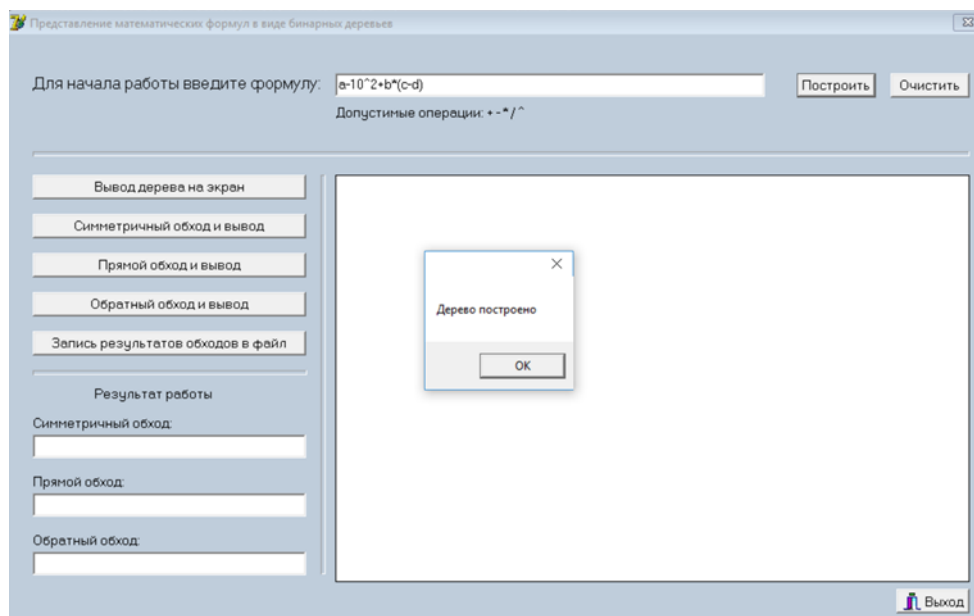 Представление математических формул в виде бинарных деревьев
Для начала работы введите формулу: a-10^2+b*(c-d) Построить Очистить
Допустимые операции: + - * / ^
Вывод дерева на экран
Симметричный обход и вывод
Прямой обход и вывод
Обратный обход и вывод
Запись результатов обходов в файл
Дерево построено
OK
Результат работы
Симметричный обход:
Прямой обход:
Обратный обход:
Выход